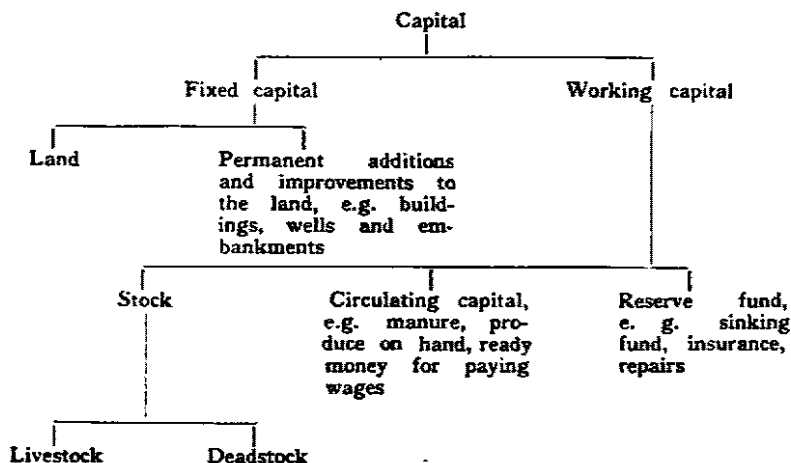 Capital
Fixed capital
Working capital
Land
Permanent additions
and improvements to
the land, e.g. build-
ings, wells and em-
bankments
Stock
Circulating capital,
e.g. manure, pro-
duce on hand, ready
money for paying
wages
Reserve fund,
e. g. sinking
fund, insurance,
repairs
Livestock
Deadstock